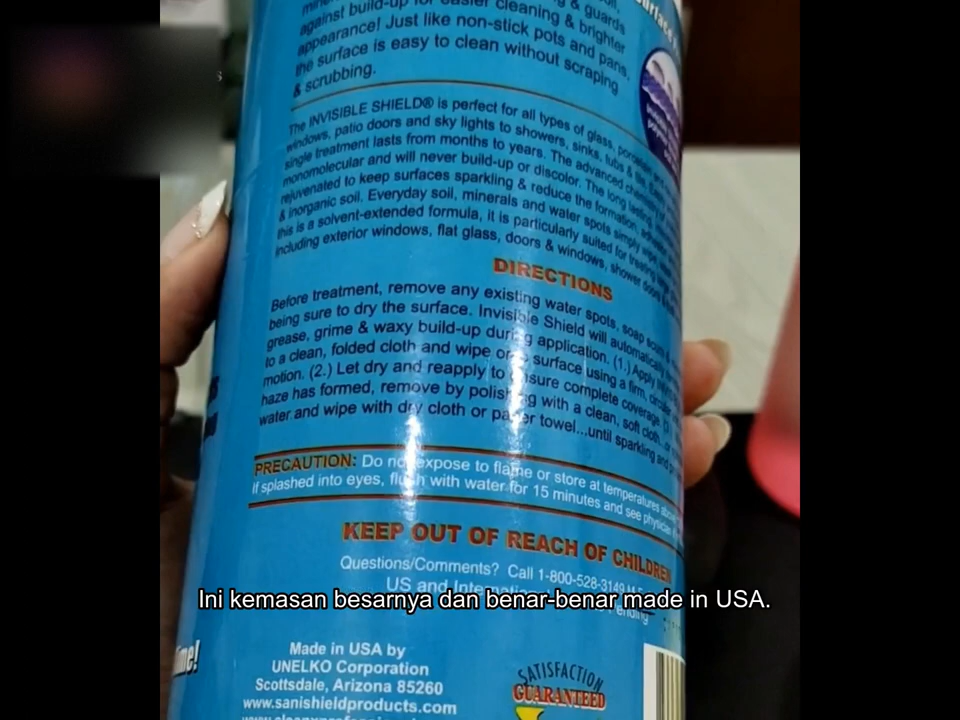 & guards
against build-up for easier cleaning & brighter
appearance! Just like non-stick pots and pans,
the surface is easy to clean without scraping
& scrubbing.
The INVISIBLE SHIELD® is perfect for all types of glass,
windows, patio doors and sky lights to showers, sinks, tubs &
single treatment lasts from months to years. The advanced
monomolecular and will never build-up or discolor. The long lasting
rejuvenated to keep surfaces sparkling & reduce the formation,
& inorganic soil. Everyday soil, minerals and water spots simply wipe
this is a solvent-extended formula, it is particularly suited for treating
including exterior windows, flat glass, doors & windows, shower doors
DIRECTIONS
Before treatment, remove any existing water spots, soap
being sure to dry the surface. Invisible Shield will automatically
grease, grime & waxy build-up during application. (1.) Apply
to a clean, folded cloth and wipe surface using a firm,
motion. (2.) Let dry and reapply to ensure complete coverage.
haze has formed, remove by polishing with a clean, soft cloth
water and wipe with dry cloth or paper towel...until sparkling
PRECAUTION: Do not expose to flame or store at temperatures
If splashed into eyes, flush with water for 15 minutes and see
KEEP OUT OF REACH OF CHILDREN
Questions/Comments? Call 1-800-528-3149
US and
Pending
Ini kemasan besarnya dan benar-benar made in USA.
Made in USA by
UNELKO Corporation
Scottsdale, Arizona 85260
www.sanishieldproducts.com
SATISFACTION
GUARANTEED